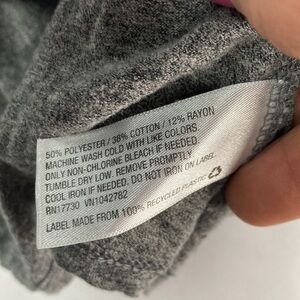 50% POLYESTER / 38% COTTON / 12% RAYON
MACHINE WASH COLD WITH LIKE COLORS.
ONLY NON-CHLORINE BLEACH IF NEEDED.
TUMBLE DRY LOW. REMOVE PROMPTLY
COOL IRON IF NEEDED. DO NOT IRON ON LABEL.
RN17730 VN1042782
LABEL MADE FROM 100% RECYCLED PLASTIC